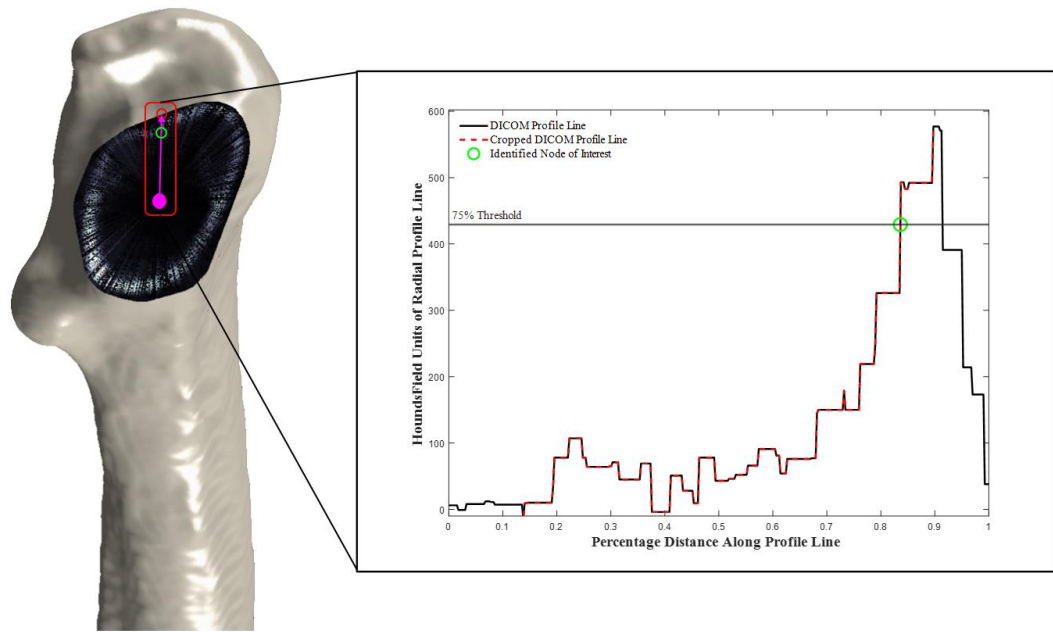 600
500
400
300
200
100
0
HoundsField Units of Radial Profile Line
DICOM Profile Line
Cropped DICOM Profile Line
Identified Node of Interest
75% Threshold
0 0.1 0.2 0.3 0.4 0.5 0.6 0.7 0.8 0.9 1
Percentage Distance Along Profile Line